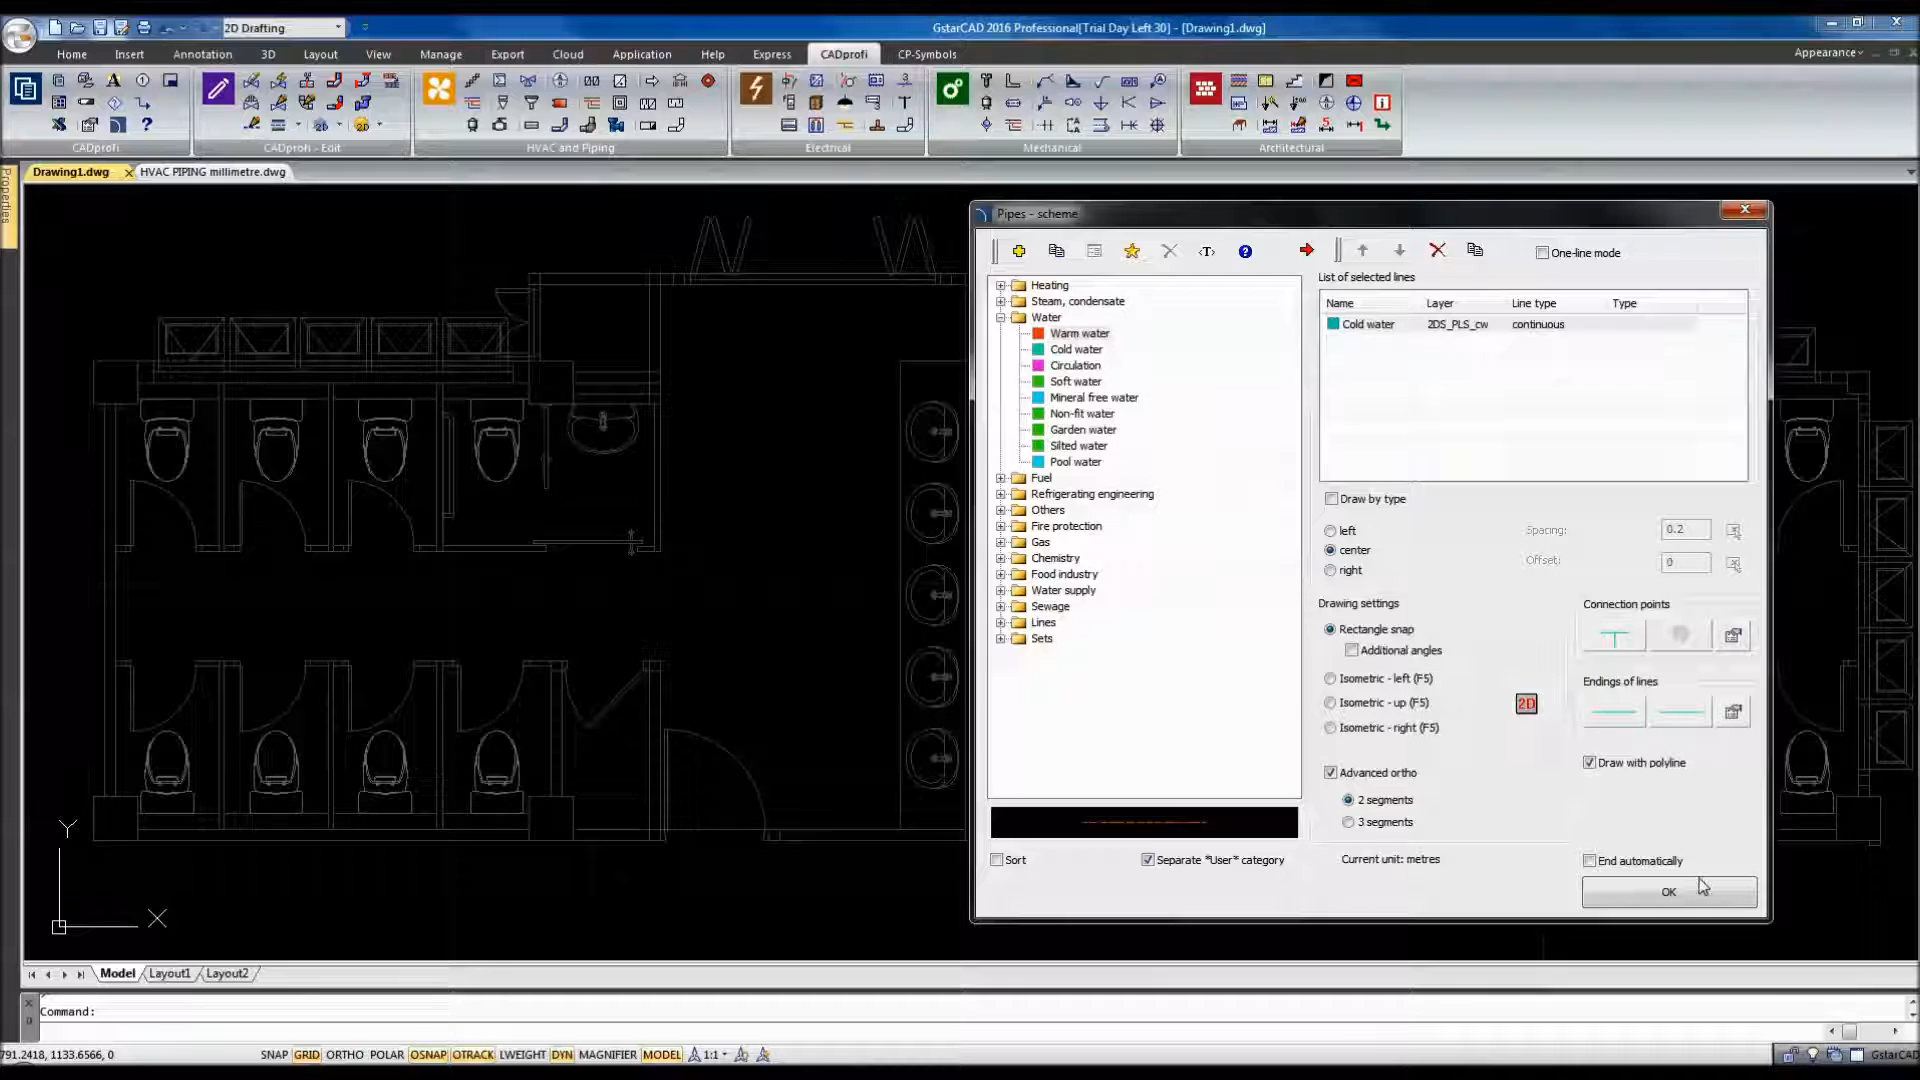 2D Drafting
GstarCAD 2016 Professional[Trial Day Left 30] - [Drawing1.dwg]
Home Insert Annotation 3D Layout View Manage Export Cloud Application Help Express CADprofi CP-Symbols
Appearance
CADprofi
CADprofi - Edit
HVAC and Piping
Electrical
Mechanical
Architectural
Properties
Drawing1.dwg
HVAC PIPING millimetre.dwg
Pipes - scheme
One-line mode
Heating
Steam, condensate
Water
Warm water
Cold water
Circulation
Soft water
Mineral free water
Non-fit water
Garden water
Silted water
Pool water
Fuel
Refrigerating engineering
Others
Fire protection
Gas
Chemistry
Food industry
Water supply
Sewage
Lines
Sets
Sort
Separate *User* category
List of selected lines
Name Layer Line type Type
Cold water 2DS_PLS_cw continuous
Draw by type
left
center
right
Spacing: 0.2
Offset: 0
Drawing settings
Rectangle snap
Additional angles
Isometric - left (F5)
Isometric - up (F5)
Isometric - right (F5)
2D
Advanced ortho
2 segments
3 segments
Current unit: metres
Connection points
Endings of lines
Draw with polyline
End automatically
OK
Y
X
Model Layout1 Layout2
Command:
791.2418, 1133.6566, 0
SNAP GRID ORTHO POLAR OSNAP OTRACK LWEIGHT DYN MAGNIFIER MODEL 1:1
GstarCAD